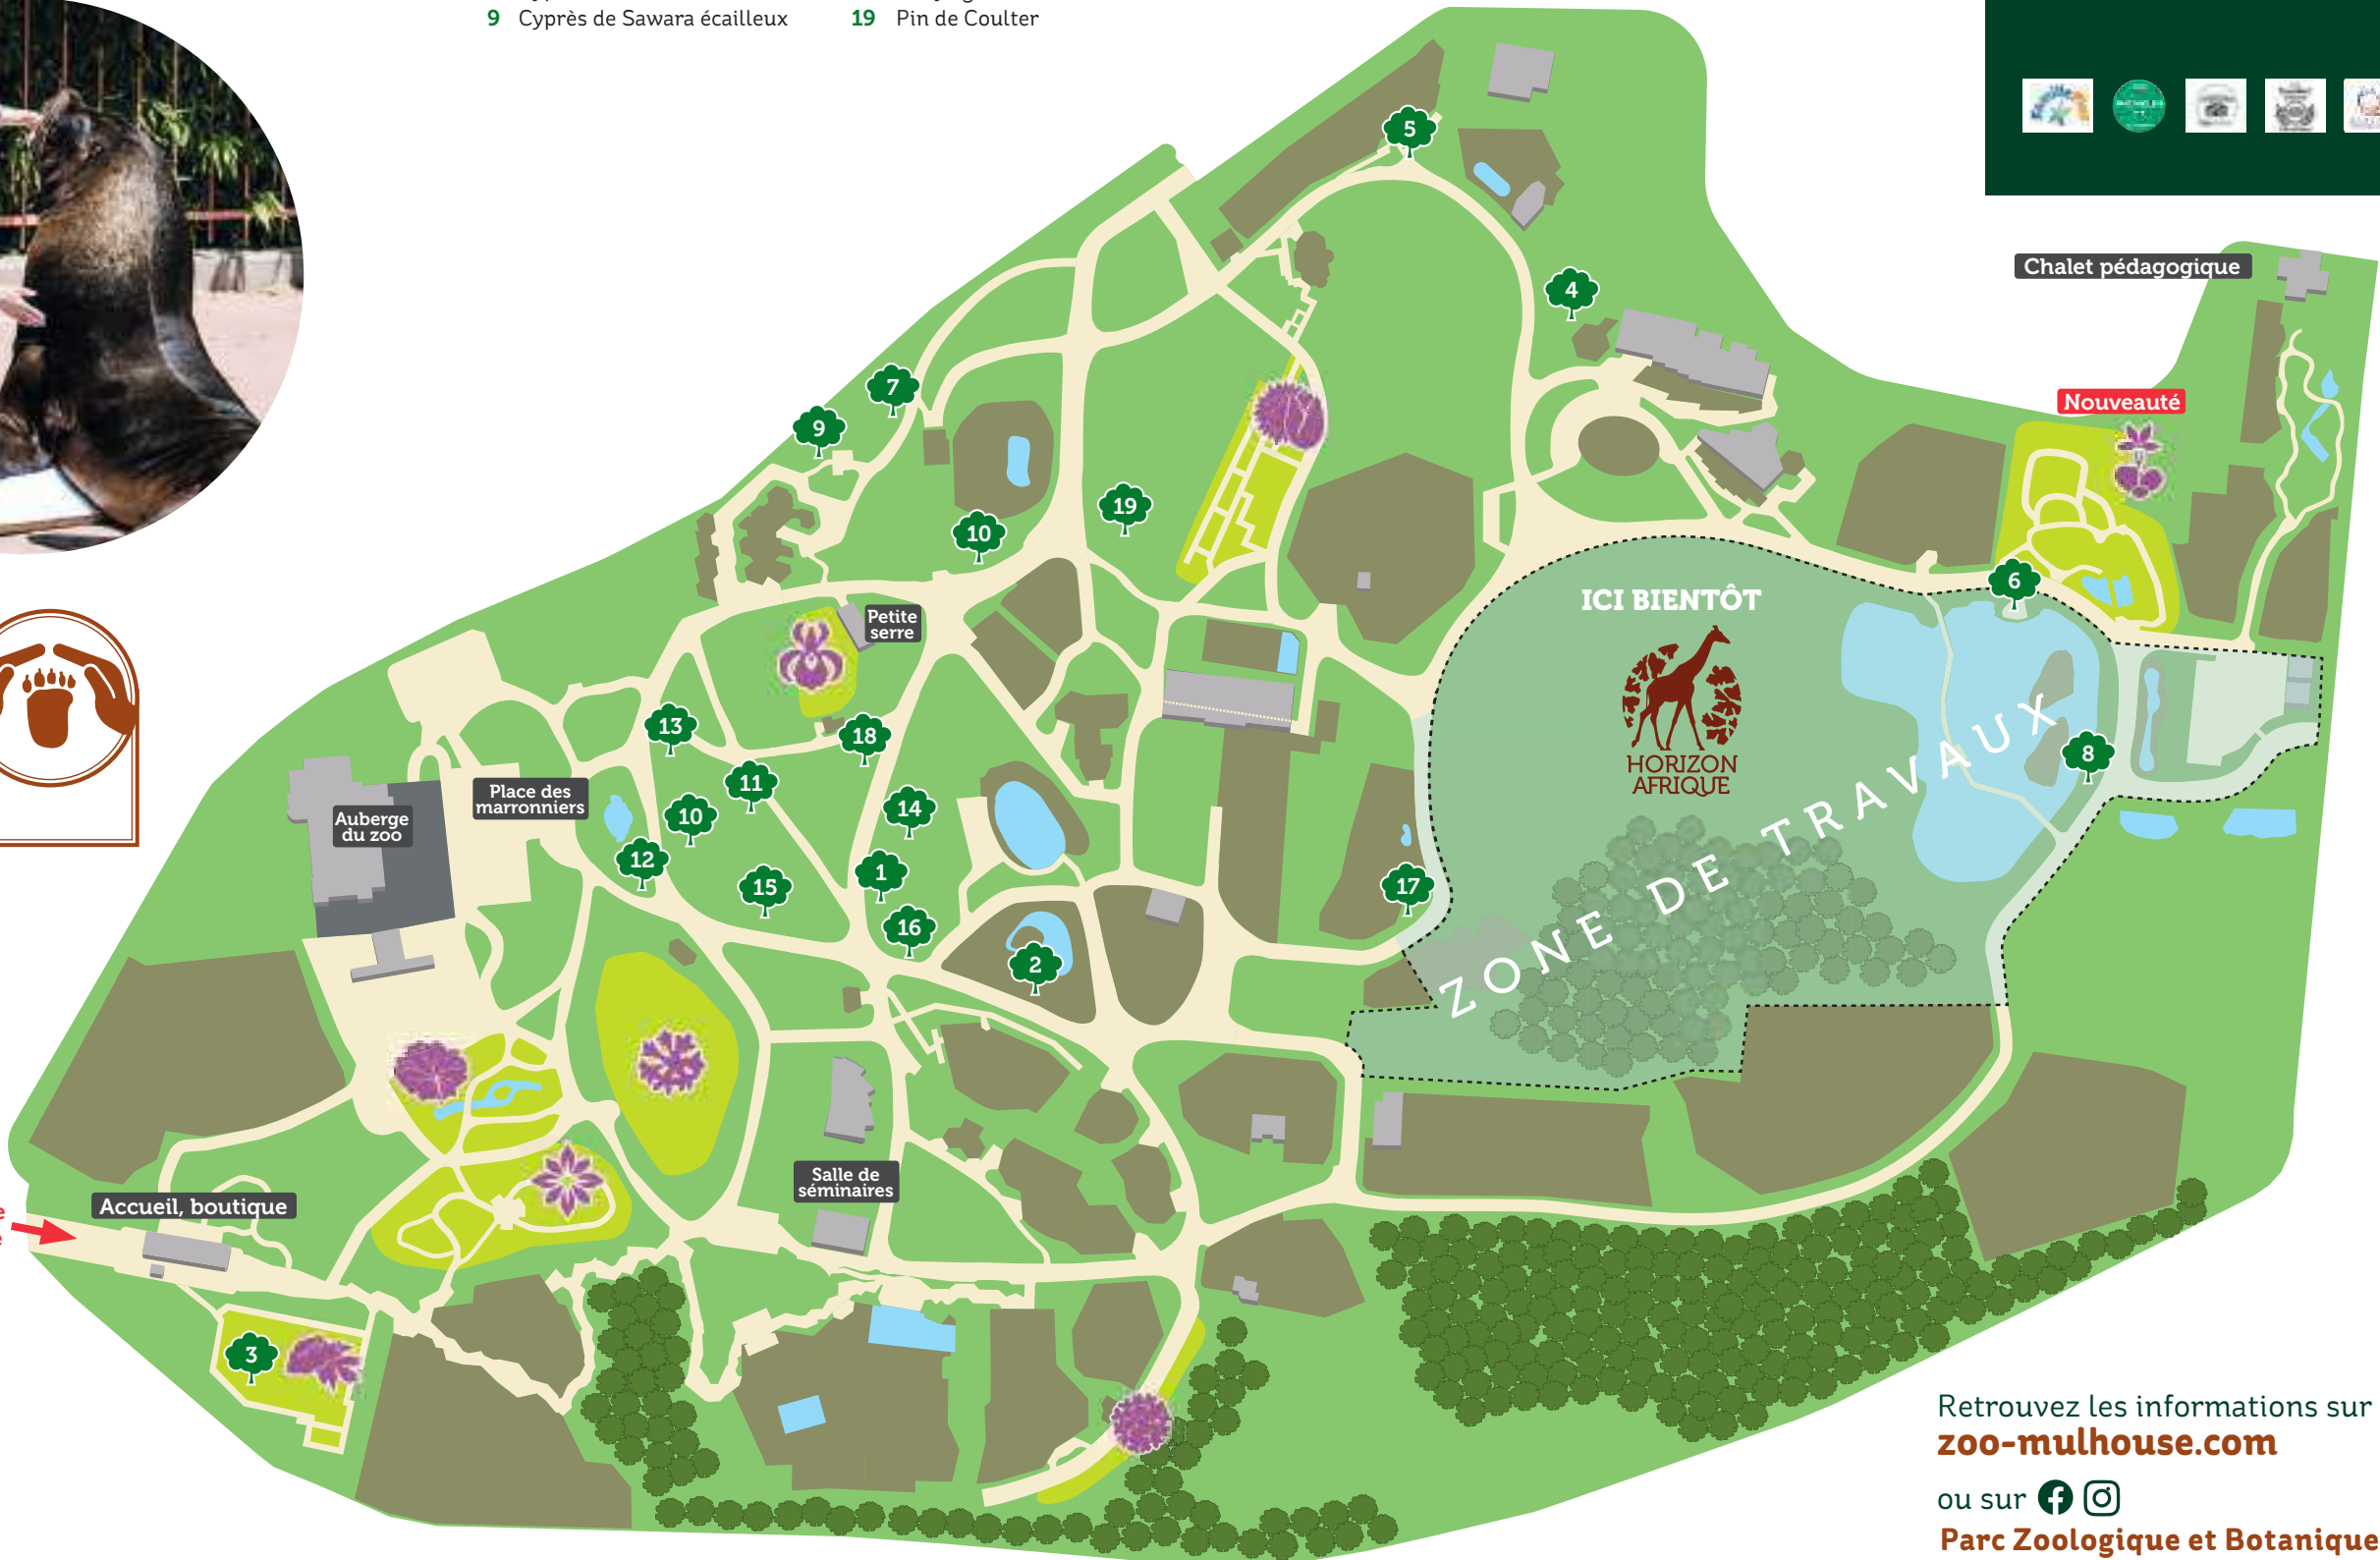 9 Cyprès de Sawara écailleux
19 Pin de Coulter
5
4
Chalet pédagogique
Nouveauté
7
9
19
10
6
ICI BIENTÔT
HORIZON
AFRIQUE
ZONE DE TRAVAUX
8
Petite
serre
13
18
11
10
14
12
15
1
16
17
2
Place des
marronniers
Auberge
du zoo
Salle de
séminaires
Accueil, boutique
3
Retrouvez les informations sur
zoo-mulhouse.com
ou sur
Parc Zoologique et Botanique